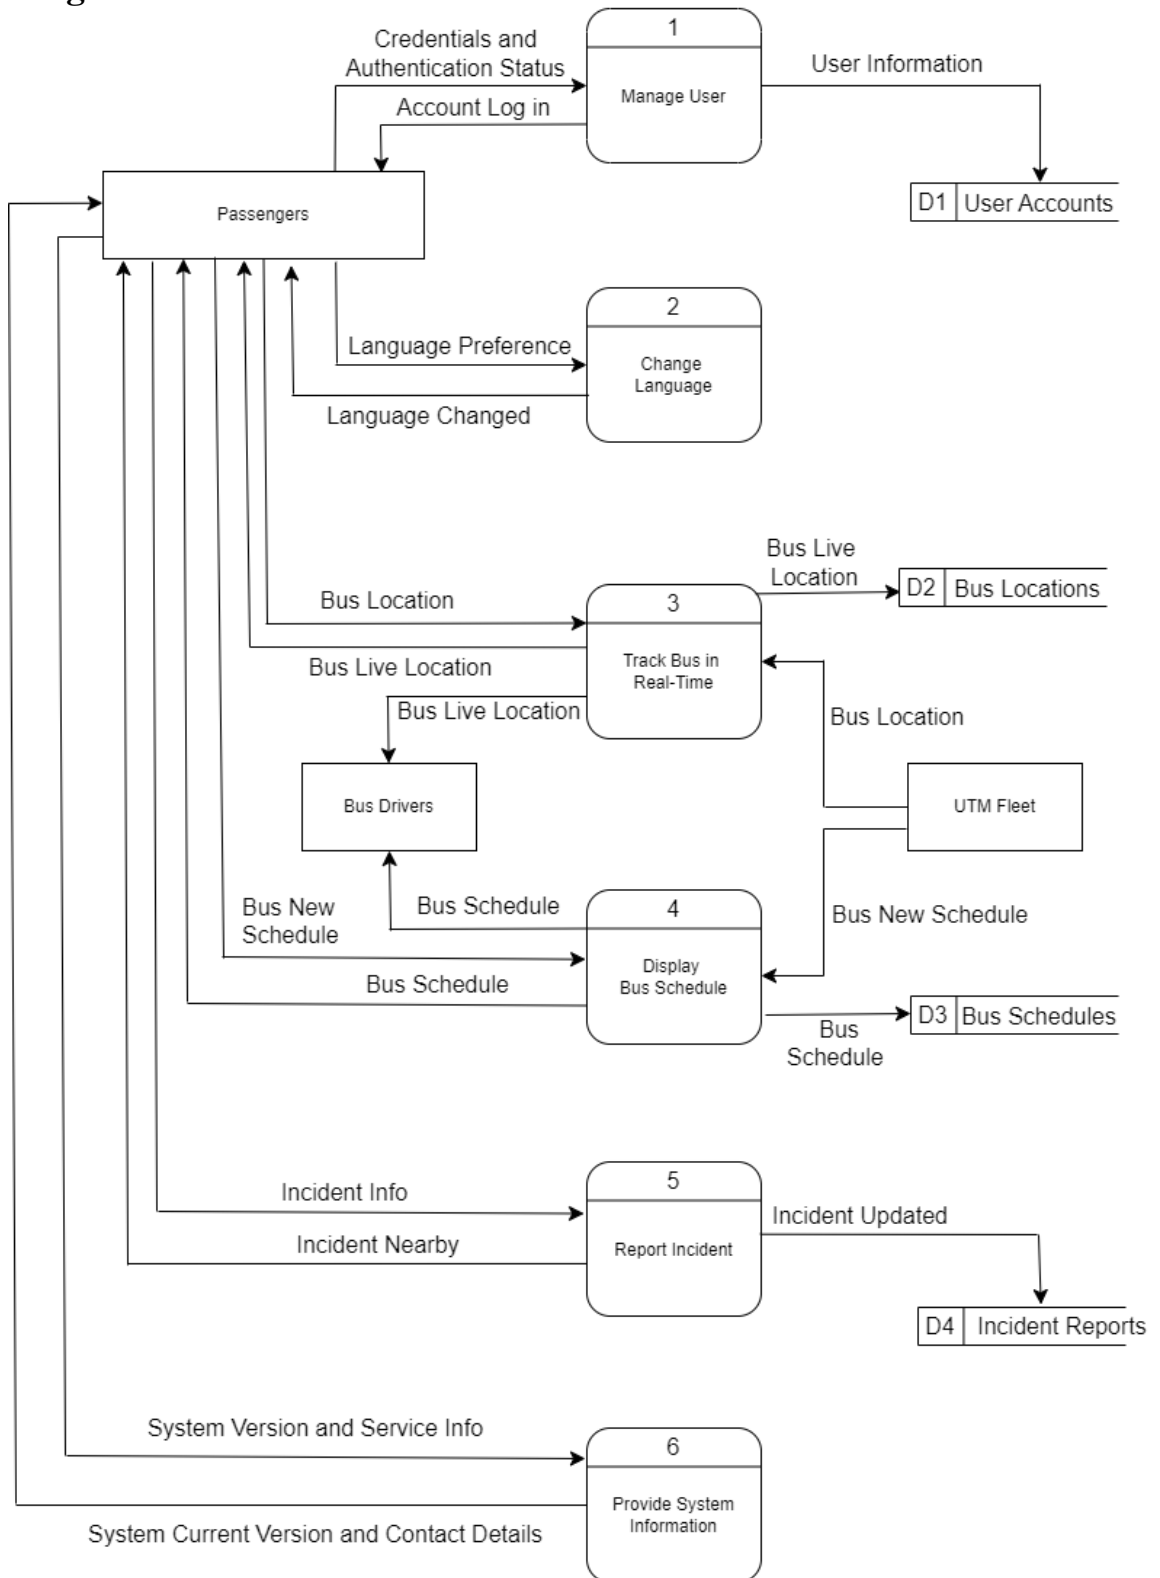 1
Credentials and
Authentication Status
User Information
Manage User
Account Log in
D1
User Accounts
Passengers
2
Language Preference
Change
Language
Language Changed
Bus Live
Location
D2
Bus Locations
Bus Location
3
Track Bus in
Real-Time
Bus Live Location
Bus Live Location
Bus Location
Bus Drivers
UTM Fleet
Bus New
Schedule
Bus Schedule
4
Bus New Schedule
Display
Bus Schedule
Bus Schedule
D3
Bus Schedules
Bus
Schedule
5
Incident Info
Incident Updated
Incident Nearby
Report Incident
D4
Incident Reports
System Version and Service Info
6
Provide System
Information
System Current Version and Contact Details